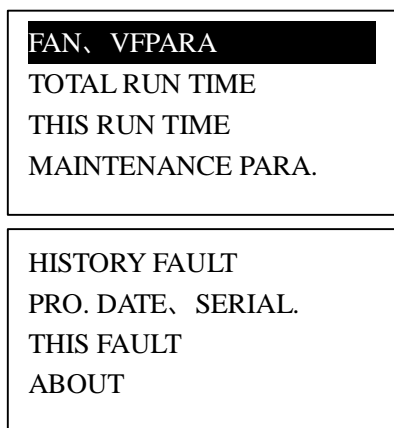 FAN、VFPARA
TOTAL RUN TIME
THIS RUN TIME
MAINTENANCE PARA.
HISTORY FAULT
PRO. DATE、SERIAL.
THIS FAULT
ABOUT